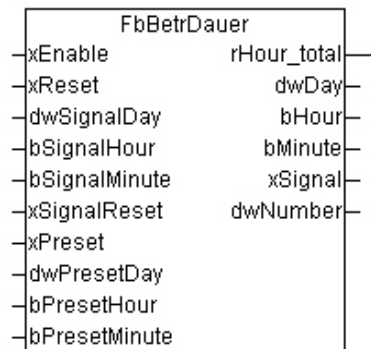 FbBetrDauer
xEnable rHour_total
xReset dwDay
dwSignalDay bHour
bSignalHour bMinute
bSignalMinute xSignal
xSignalReset dwNumber
xPreset
dwPresetDay
bPresetHour
bPresetMinute